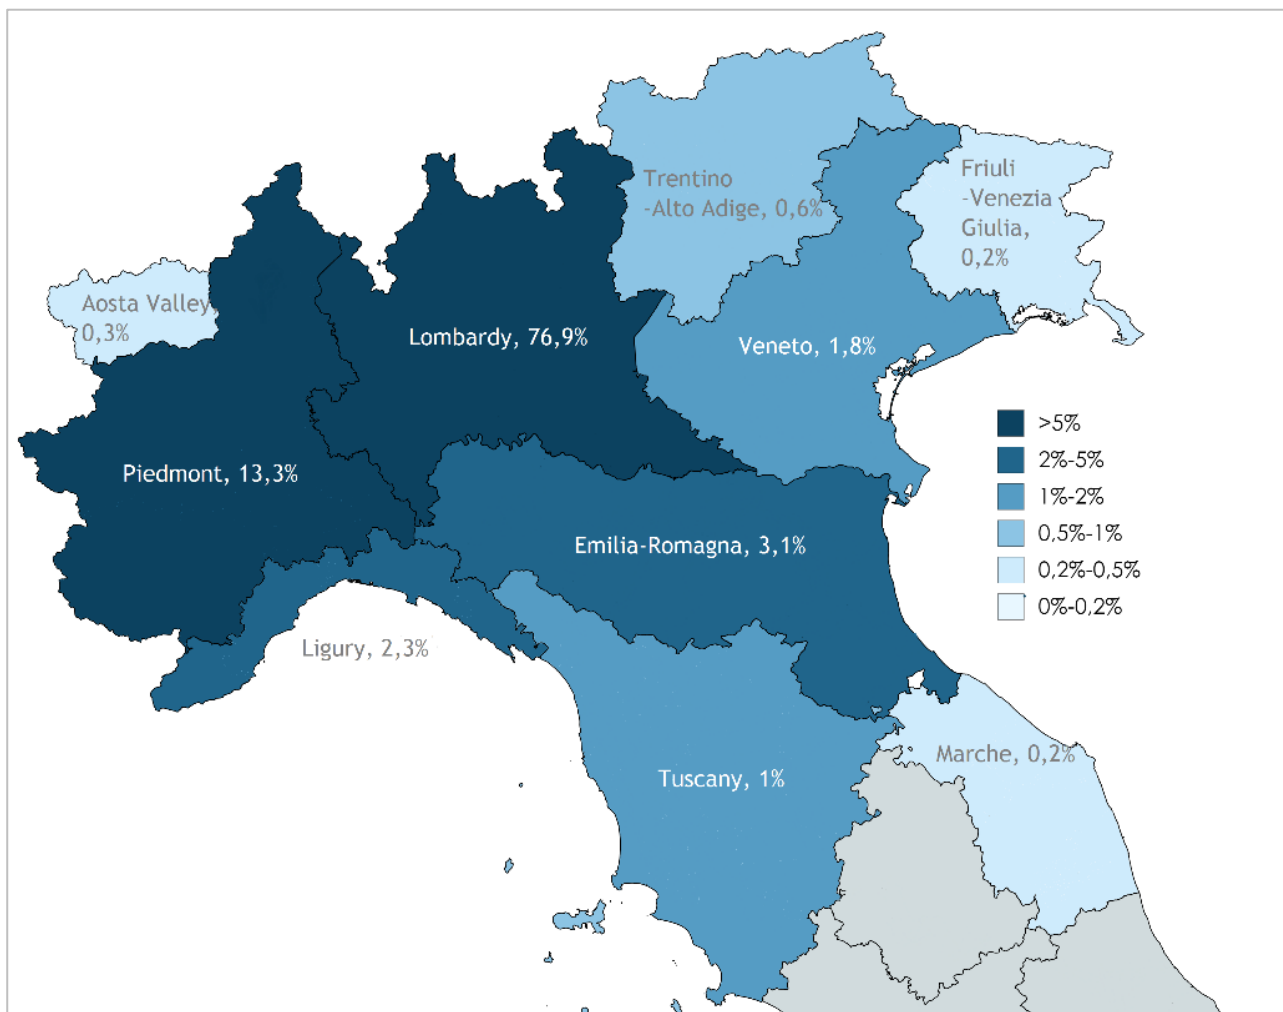 Trentino
-Alto Adige, 0,6%
Friuli
-Venezia
Giulia,
0,2%
Aosta Valley,
0,3%
Lombardy, 76,9%
Veneto, 1,8%
>5%
2%-5%
1%-2%
0,5%-1%
0,2%-0,5%
0%-0,2%
Piedmont, 13,3%
Emilia-Romagna, 3,1%
Ligury, 2,3%
Marche, 0,2%
Tuscany, 1%